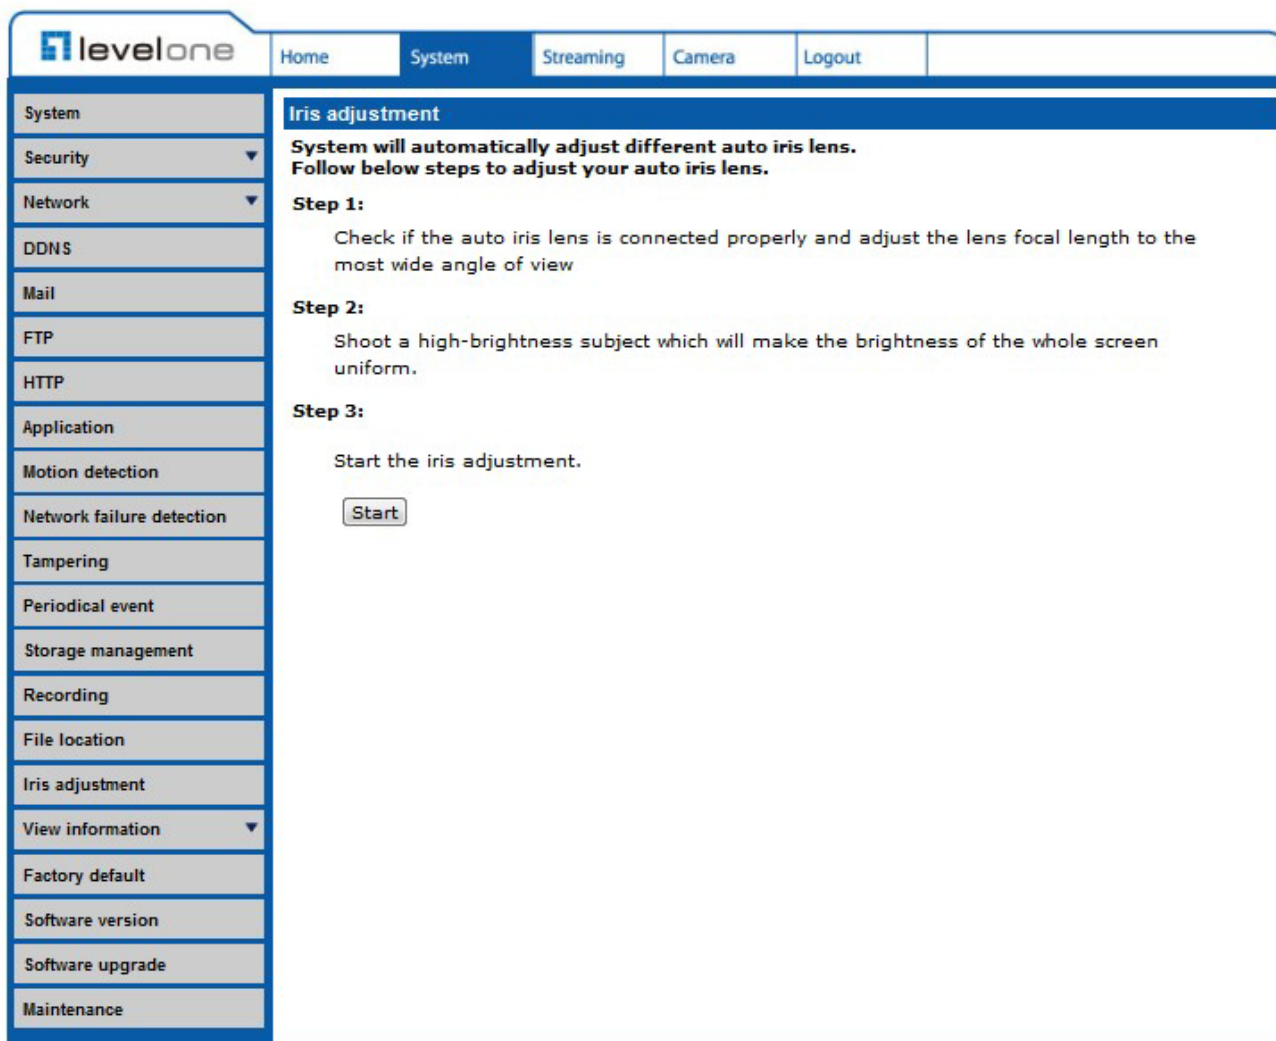 levelone
Home
System
Streaming
Camera
Logout
System
Security
Network
DDNS
Mail
FTP
HTTP
Application
Motion detection
Network failure detection
Tampering
Periodical event
Storage management
Recording
File location
Iris adjustment
View information
Factory default
Software version
Software upgrade
Maintenance
Iris adjustment
System will automatically adjust different auto iris lens.
Follow below steps to adjust your auto iris lens.
Step 1:
Check if the auto iris lens is connected properly and adjust the lens focal length to the
most wide angle of view
Step 2:
Shoot a high-brightness subject which will make the brightness of the whole screen
uniform.
Step 3:
Start the iris adjustment.
Start